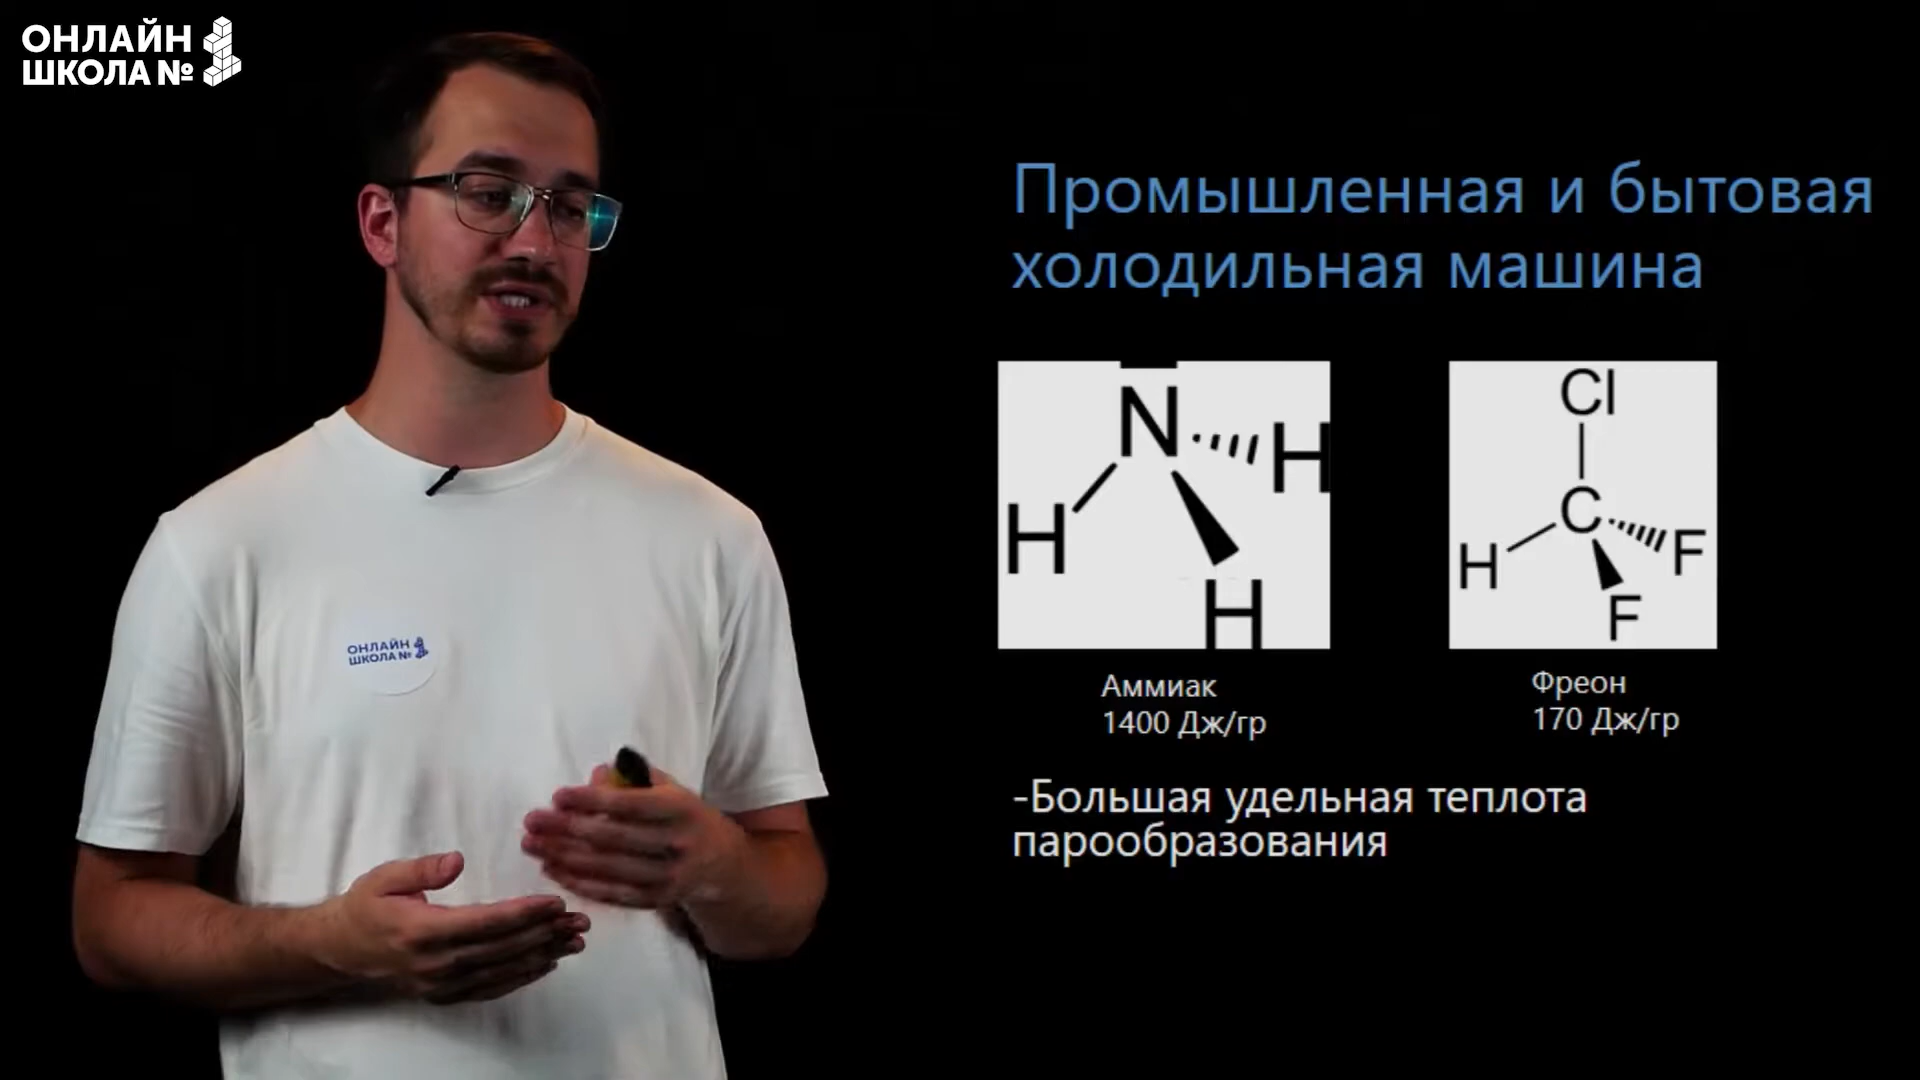 ОНЛАЙН
ШКОЛА №
Промышленная и бытовая
холодильная машина
N
H
H
H
Cl
C
H
F
F
Аммиак
1400 Дж/гр
Фреон
170 Дж/гр
-Большая удельная теплота
парообразования
ОНЛАЙН
ШКОЛА №